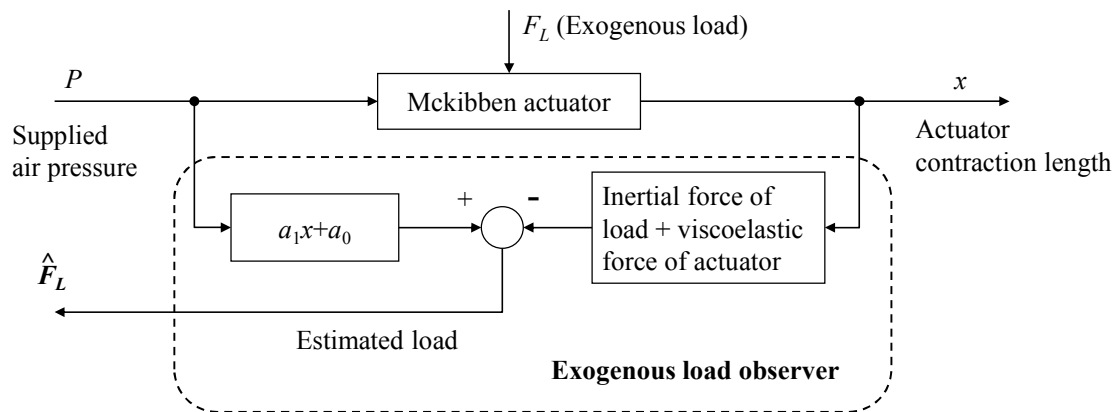 F_L (Exogenous load)
P
Mckibben actuator
x
Supplied
air pressure
Actuator
contraction length
+
-
a_1x+a_0
Inertial force of
load + viscoelastic
force of actuator
F̂_L
Estimated load
Exogenous load observer